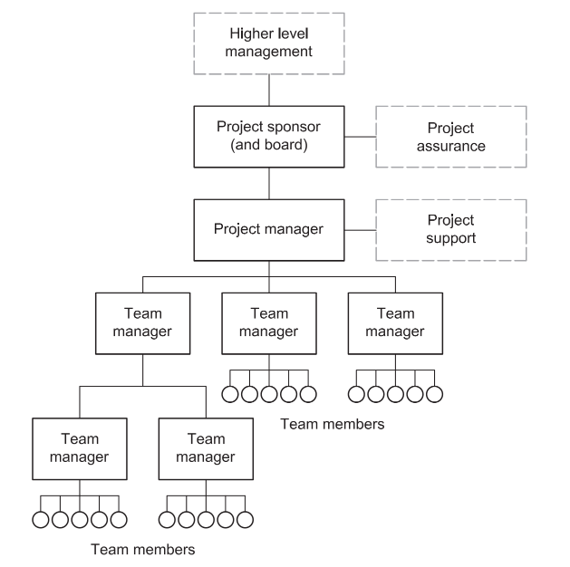 Higher level
management
Project sponsor
(and board)
Project
assurance
Project manager
Project
support
Team
manager
Team
manager
Team
manager
Team members
Team
manager
Team
manager
Team members